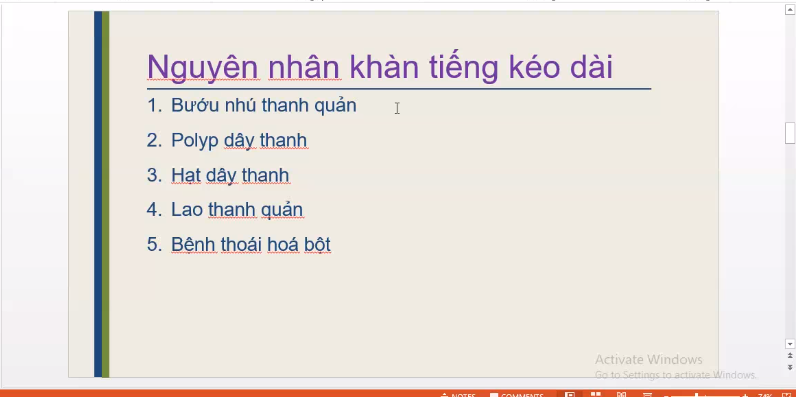 Nguyên nhân khàn tiếng kéo dài
1. Bướu nhú thanh quản
2. Polyp dây thanh
3. Hạt dây thanh
4. Lao thanh quản
5. Bệnh thoái hoá bột
Activate Windows
Go to Settings to activate Windows.
NOTES COMMENTS 74%